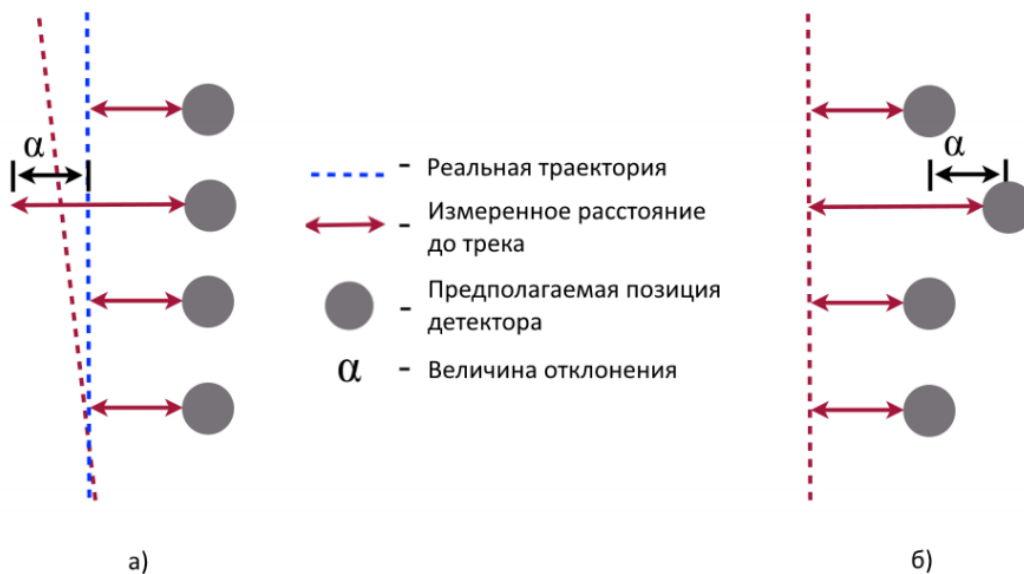 α
α
- Реальная траектория
- Измеренное расстояние
до трека
- Предполагаемая позиция
детектора
α - Величина отклонения
а)
б)